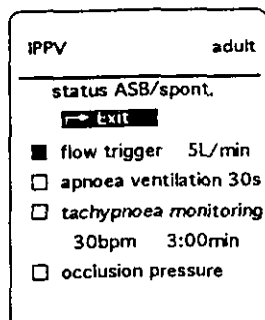 IPPV adult
status ASB/spont.
Exit
flow trigger 5L/min
apnoea ventilation 30s
tachypnoea monitoring
30bpm 3:00min
occlusion pressure